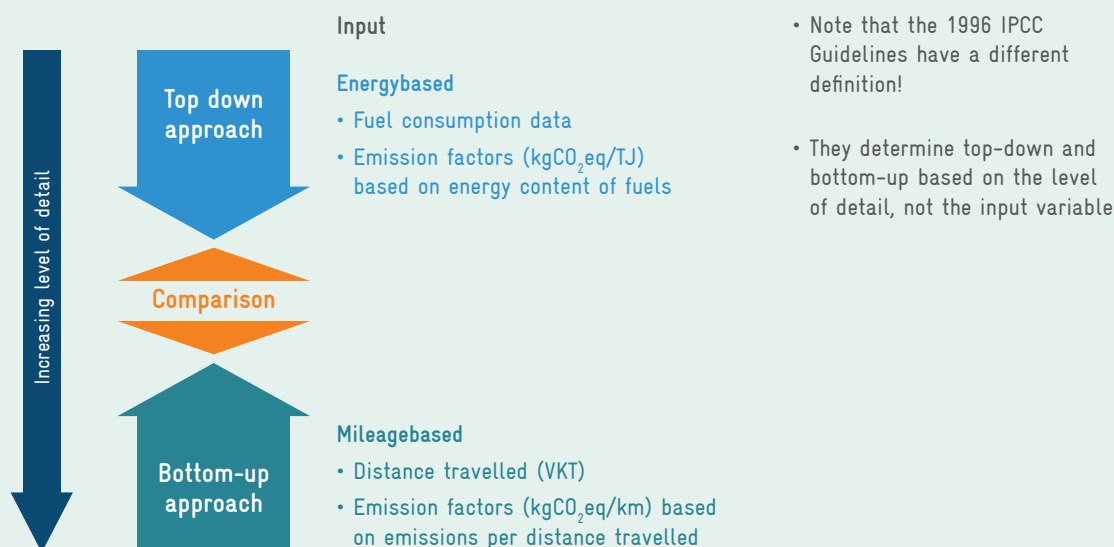 Increasing level of detail
Top down
approach
Comparison
Bottom-up
approach
Input
Energybased
• Fuel consumption data
• Emission factors (kgCO₂eq/TJ)
based on energy content of fuels
Mileagebased
• Distance travelled (VKT)
• Emission factors (kgCO₂eq/km) based
on emissions per distance travelled
• Note that the 1996 IPCC
Guidelines have a different
definition!
• They determine top-down and
bottom-up based on the level
of detail, not the input variable